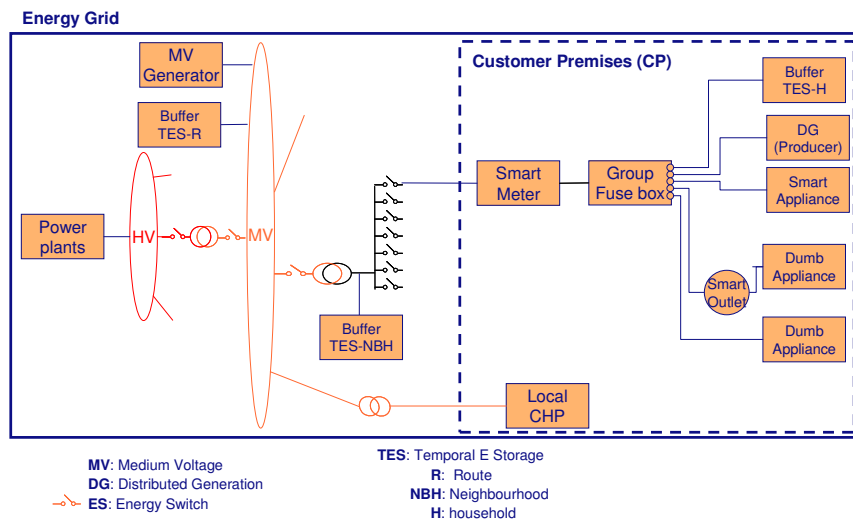 Energy Grid
MV
Generator
Customer Premises (CP)
Buffer
TES-H
Buffer
TES-R
DG
(Producer)
Smart
Meter
Group
Fuse box
Smart
Appliance
Power
plants
HV
MV
Dumb
Appliance
Smart
Outlet
Buffer
TES-NBH
Dumb
Appliance
Local
CHP
MV: Medium Voltage
DG: Distributed Generation
ES: Energy Switch
TES: Temporal E Storage
R: Route
NBH: Neighbourhood
H: household